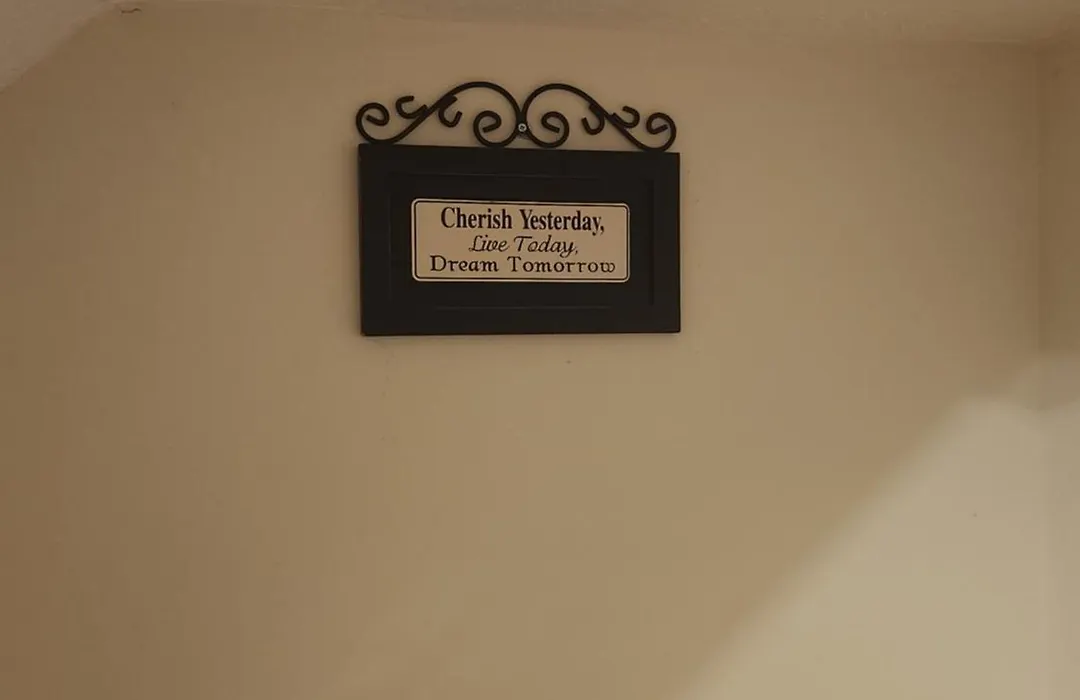 Cherish Yesterday,
Live Today,
Dream Tomorrow